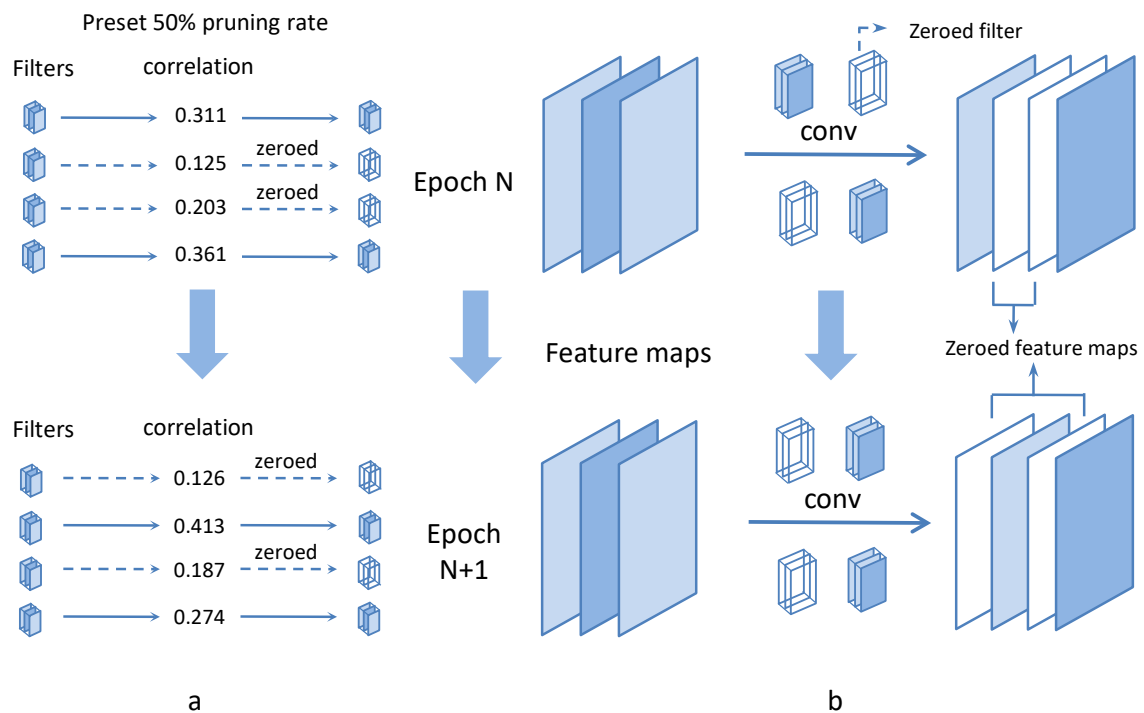 Preset 50% pruning rate
Filters
correlation
0.311
0.125
zeroed
0.203
zeroed
0.361
Epoch N
Zeroed filter
conv
Feature maps
Zeroed feature maps
Filters
correlation
0.126
zeroed
0.413
0.187
zeroed
0.274
Epoch
N+1
conv
a
b